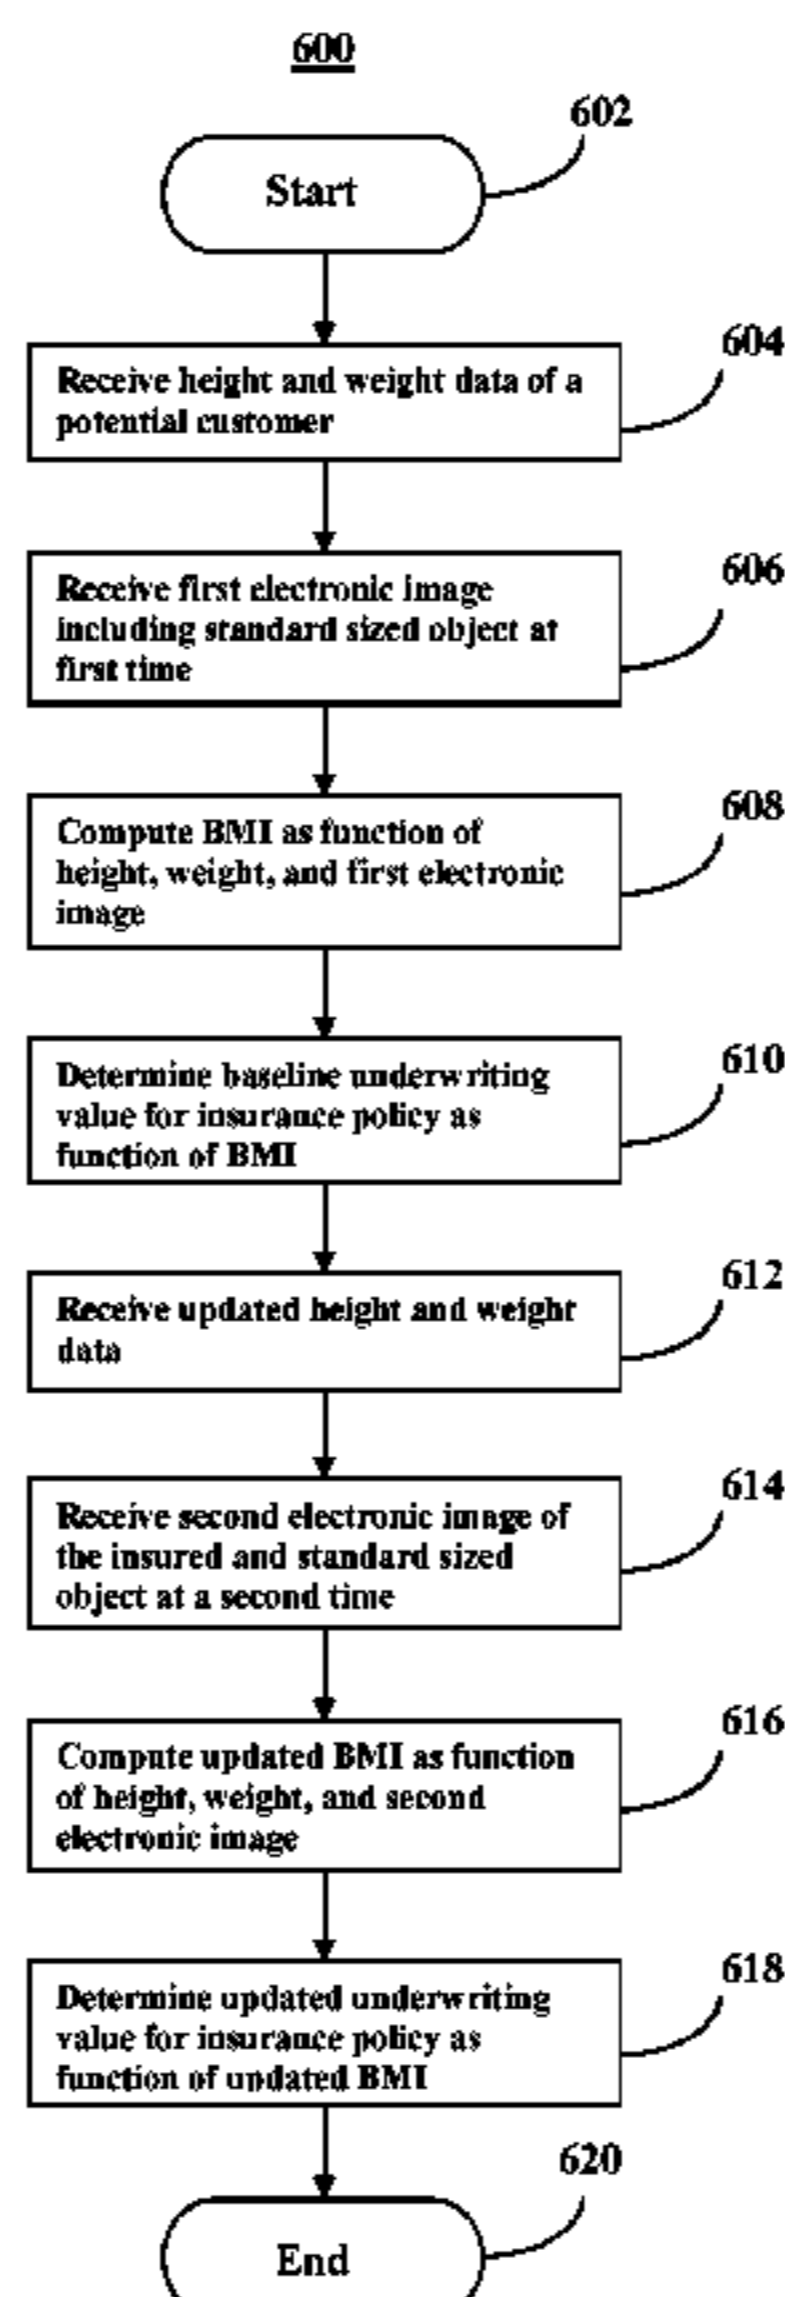 600
602
Start
604
Receive height and weight data of a
potential customer
606
Receive first electronic image
including standard sized object at
first time
608
Compute BMI as function of
height, weight, and first electronic
image
610
Determine baseline underwriting
value for insurance policy as
function of BMI
612
Receive updated height and weight
data
614
Receive second electronic image of
the insured and standard sized
object at a second time
616
Compute updated BMI as function
of height, weight, and second
electronic image
618
Determine updated underwriting
value for insurance policy as
function of updated BMI
620
End